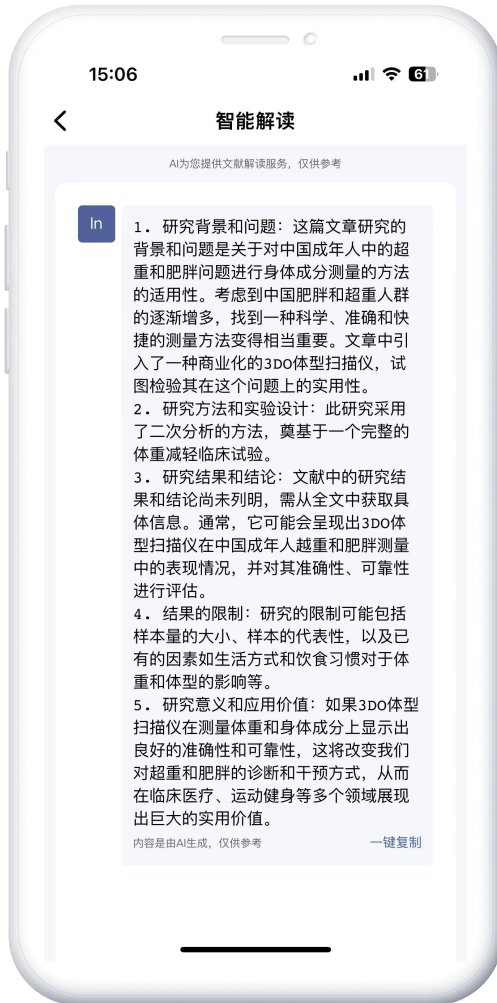 15:06
61
智能解读
AI为您提供文献解读服务，仅供参考
In
1. 研究背景和问题：这篇文章研究的
背景和问题是关于对中国成年人中的超
重和肥胖问题进行身体成分测量的方法
的适用性。考虑到中国肥胖和超重人群
的逐渐增多，找到一种科学、准确和快
捷的测量方法变得相当重要。文章中引
入了一种商业化的3DO体型扫描仪，试
图检验其在这个问题上的实用性。
2. 研究方法和实验设计：此研究采用
了二次分析的方法，奠基于一个完整的
体重减轻临床试验。
3. 研究结果和结论：文献中的研究结
果和结论尚未列明，需从全文中获取具
体信息。通常，它可能会呈现出3DO体
型扫描仪在中国成年人越重和肥胖测量
中的表现情况，并对其准确性、可靠性
进行评估。
4. 结果的限制：研究的限制可能包括
样本量的大小、样本的代表性，以及已
有的因素如生活方式和饮食习惯对于体
重和体型的影响等。
5. 研究意义和应用价值：如果3DO体型
扫描仪在测量体重和身体成分上显示出
良好的准确性和可靠性，这将改变我们
对超重和肥胖的诊断和干预方式，从而
在临床医疗、运动健身等多个领域展现
出巨大的实用价值。
内容是由AI生成，仅供参考
一键复制